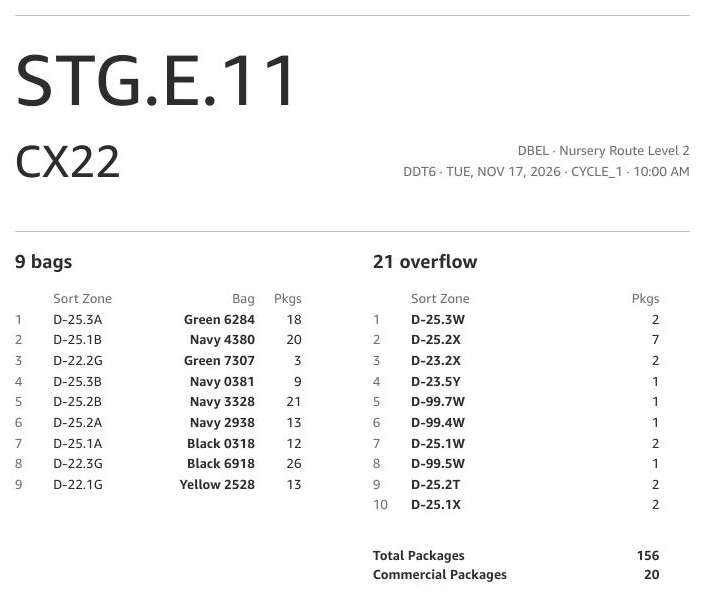 STG.E.11
CX22
DBEL · Nursery Route Level 2
DDT6 · TUE, NOV 17, 2026 · CYCLE_1 · 10:00 AM
9 bags
Sort Zone Bag Pkgs
1 D-25.3A Green 6284 18
2 D-25.1B Navy 4380 20
3 D-22.2G Green 7307 3
4 D-25.3B Navy 0381 9
5 D-25.2B Navy 3328 21
6 D-25.2A Navy 2938 13
7 D-25.1A Black 0318 12
8 D-22.3G Black 6918 26
9 D-22.1G Yellow 2528 13
21 overflow
Sort Zone Pkgs
1 D-25.3W 2
2 D-25.2X 7
3 D-23.2X 2
4 D-23.5Y 1
5 D-99.7W 1
6 D-99.4W 1
7 D-25.1W 2
8 D-99.5W 1
9 D-25.2T 2
10 D-25.1X 2
Total Packages 156
Commercial Packages 20